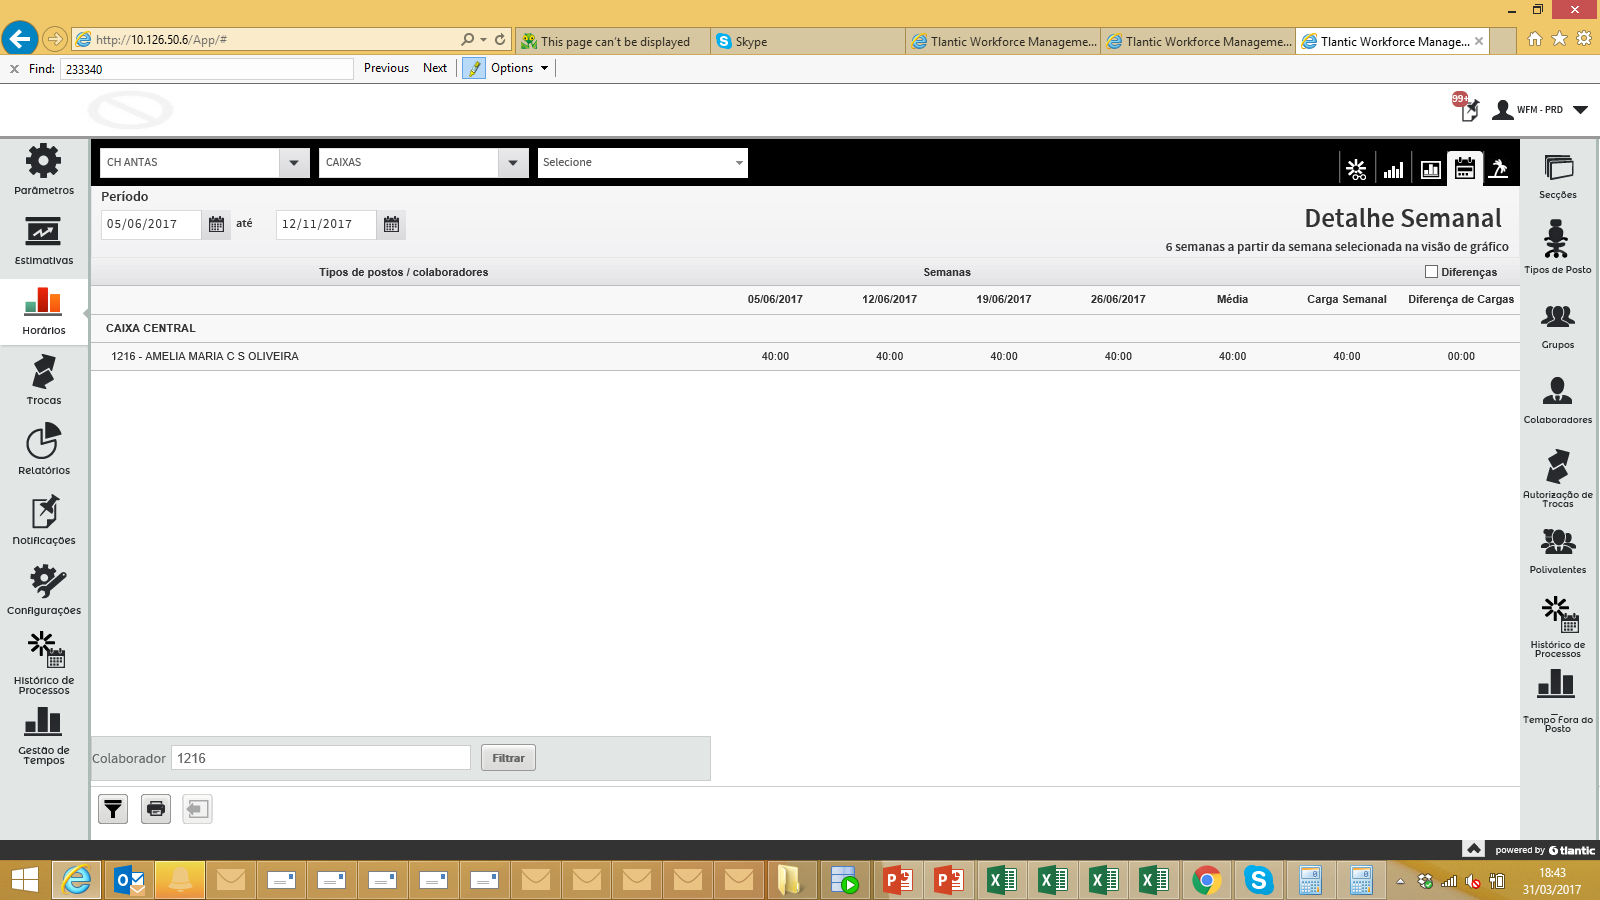 http://10.126.50.6/App/#
This page can't be displayed
Skype
Tlantic Workforce Manageme...
Tlantic Workforce Manageme...
Tlantic Workforce Manage...
x Find: 233340 Previous Next Options
99+
WFM - PRD
CH ANTAS
CAIXAS
Selecione
Período
05/06/2017 até 12/11/2017
Detalhe Semanal
6 semanas a partir da semana selecionada na visão de gráfico
Tipos de postos / colaboradores Semanas Diferenças
05/06/2017 12/06/2017 19/06/2017 26/06/2017 Média Carga Semanal Diferença de Cargas
CAIXA CENTRAL
1216 - AMELIA MARIA C S OLIVEIRA 40:00 40:00 40:00 40:00 40:00 40:00 00:00
Parâmetros
Estimativas
Horários
Trocas
Relatórios
Notificações
Configurações
Histórico de
Processos
Gestão de
Tempos
Secções
Tipos de Posto
Grupos
Colaboradores
Autorização de
Trocas
Polivalentes
Histórico de
Processos
Tempo Fora do
Posto
Colaborador 1216 Filtrar
powered by tlantic
18:43
31/03/2017